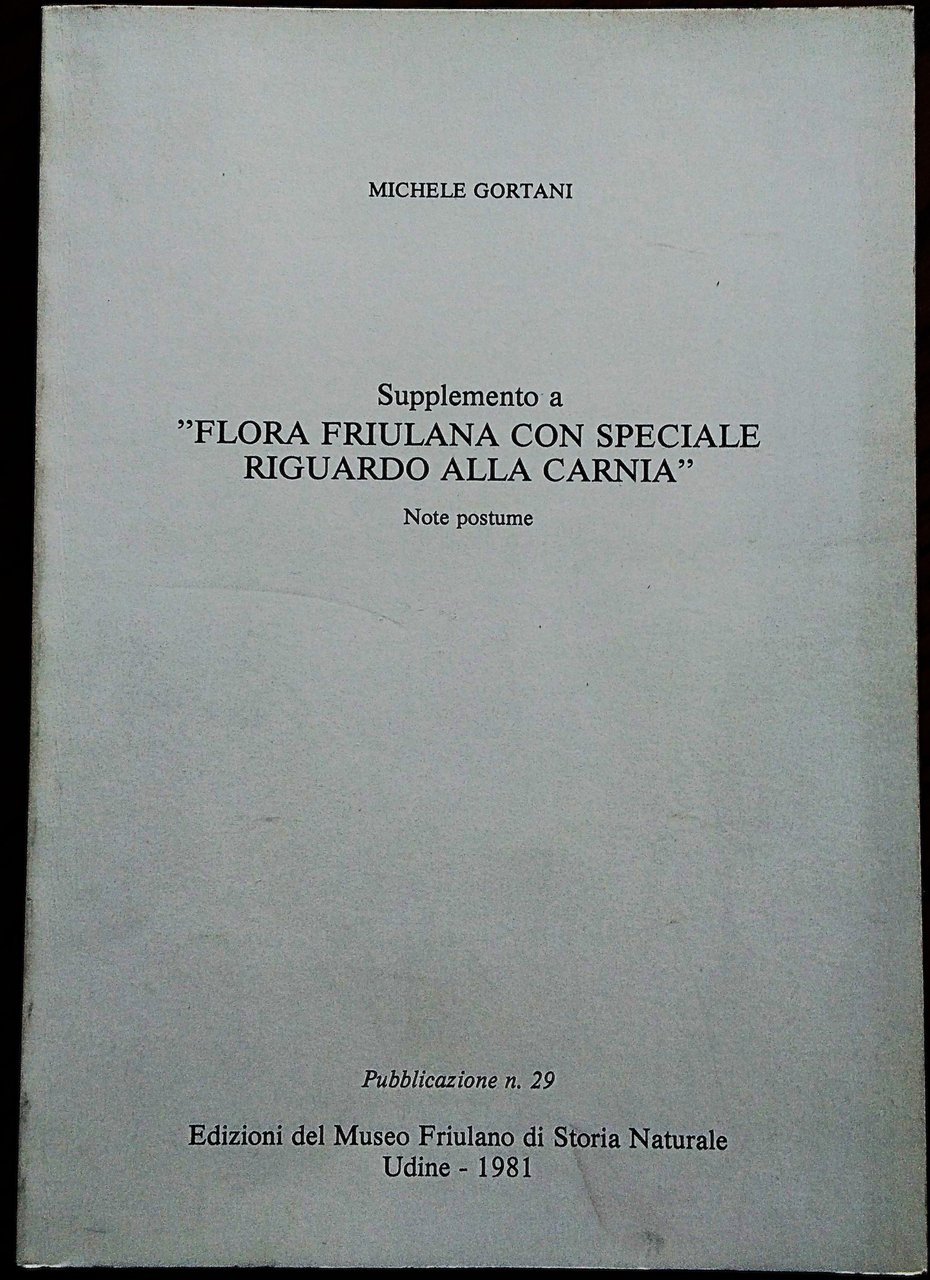 MICHELE GORTANI
Supplemento a
”FLORA FRIULANA CON SPECIALE
RIGUARDO ALLA CARNIA”
Note postume
Pubblicazione n. 29
Edizioni del Museo Friulano di Storia Naturale
Udine - 1981